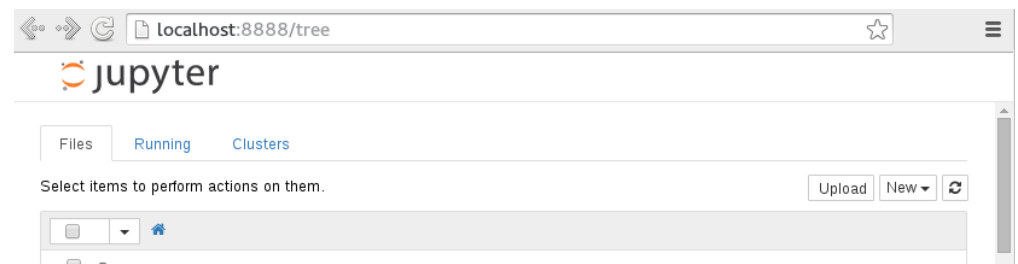 localhost:8888/tree
jupyter
Files Running Clusters
Select items to perform actions on them.
Upload New